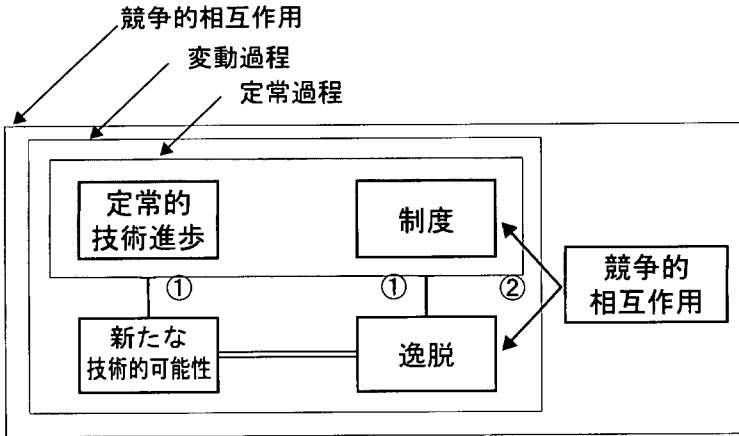 競争的相互作用
変動過程
定常過程
定常的
技術進歩
制度
① ① ②
競争的
相互作用
新たな
技術的可能性
逸脱